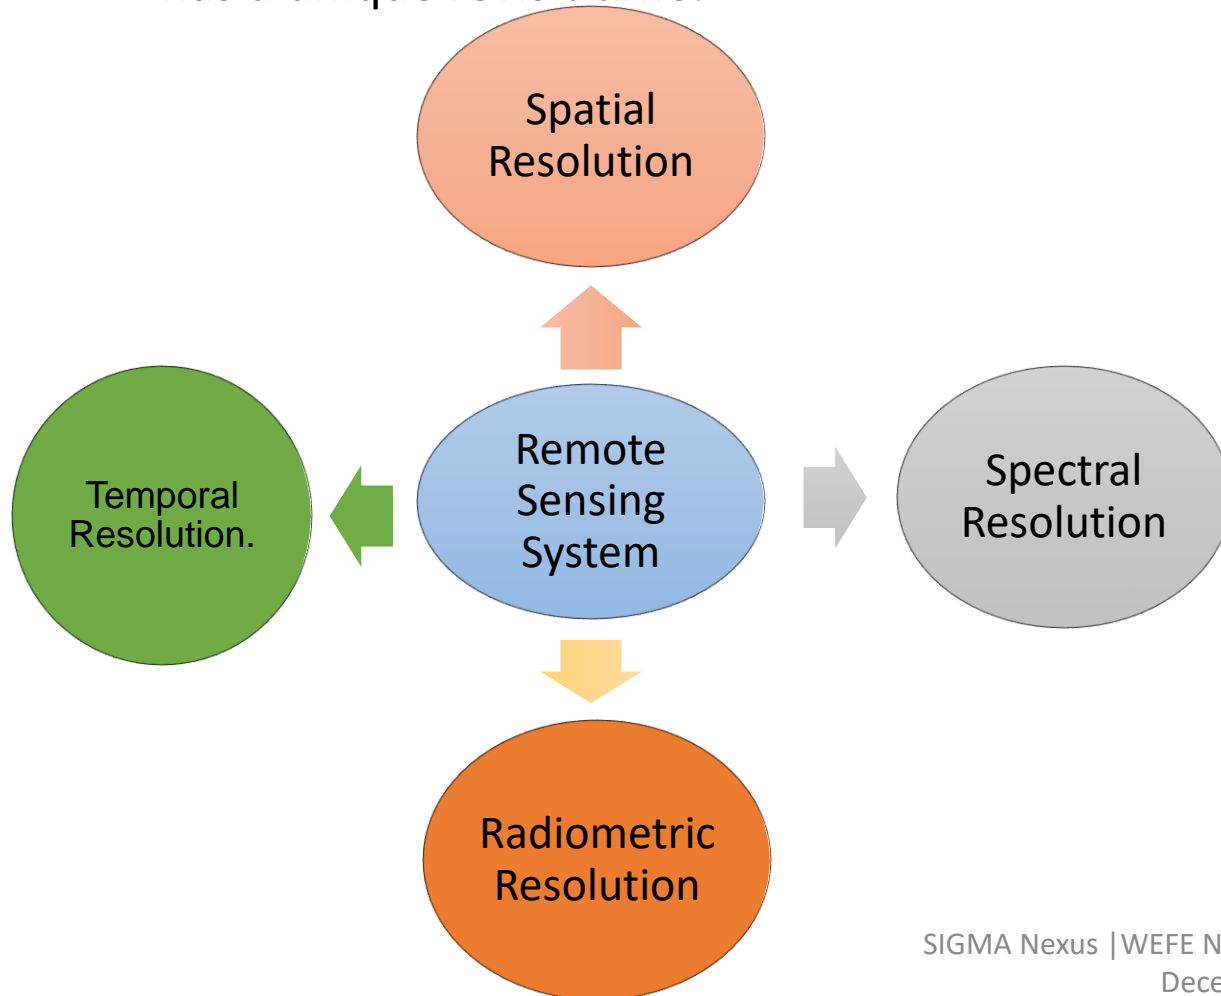 Spatial
Resolution
Temporal
Resolution.
Remote
Sensing
System
Spectral
Resolution
Radiometric
Resolution
SIGMA Nexus |WEFE N
Dece